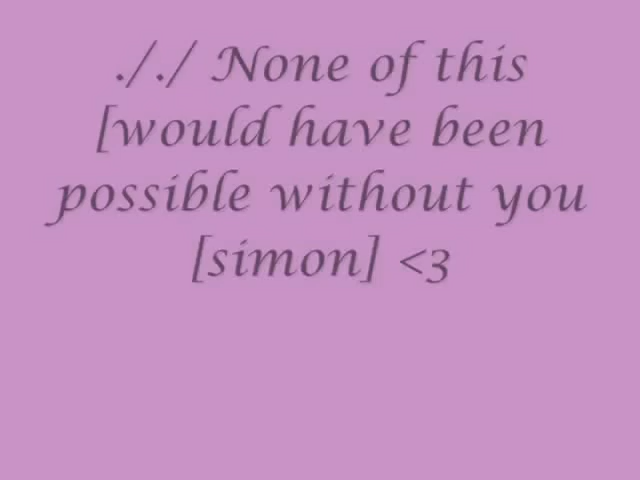 ././ None of this
[would have been
possible without you
[simon] <3